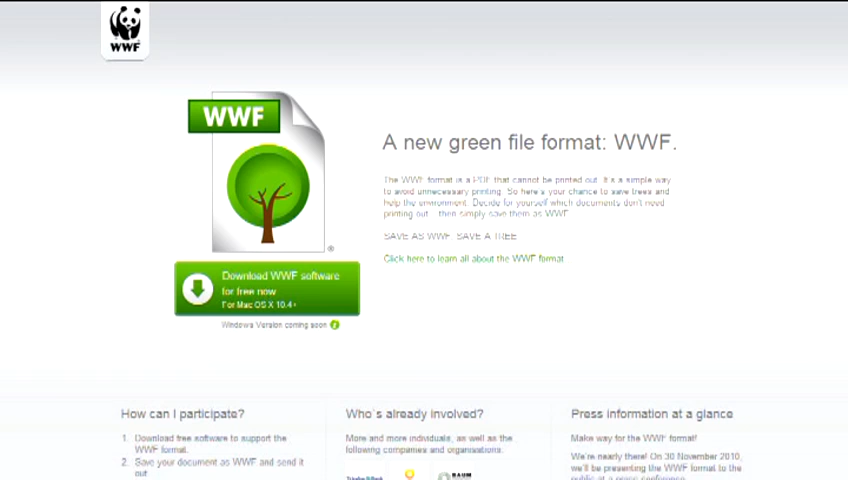 WWF
WWF
A new green file format: WWF.
The WWF format is a PDF that cannot be printed out. It's a simple way
to avoid unnecessary printing. So here's your chance to save trees and
help the environment. Decide for yourself which documents don't need
printing out... then simply save them as WWF.
SAVE AS WWF, SAVE A TREE
Click here to learn all about the WWF format
®
Download WWF software
for free now
For Mac OS X 10.4+
Windows Version coming soon
How can I participate?
1. Download free software to support the
WWF format.
2. Save your document as WWF and send it
out
Who's already involved?
More and more individuals, as well as the
following companies and organisations:
BAUM
Press information at a glance
Make way for the WWF format!
We're nearly there! On 30 November 2010,
we'll be presenting the WWF format to the
public at a press conference